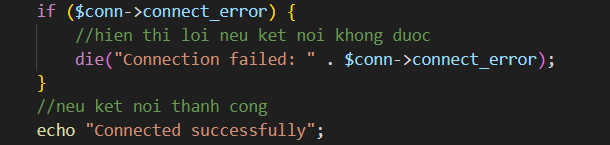 if ($conn->connect_error) {
//hien thi loi neu ket noi khong duoc
die("Connection failed: " . $conn->connect_error);
}
//neu ket noi thanh cong
echo "Connected successfully";